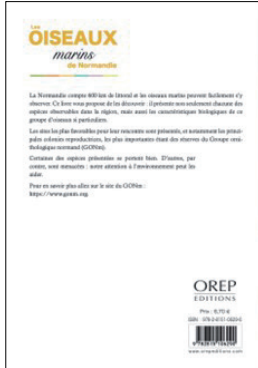 Les
OISEAUX
marins
de Normandie
La Normandie compte 600 km de littoral et les oiseaux marins peuvent facilement s'y
observer. Ce livre vous propose de les découvrir : il présente non seulement chacune des
espèces observables dans la région, mais aussi les caractéristiques biologiques de ce
groupe d'oiseaux si particuliers.
Les sites les plus favorables pour leur rencontre sont présentés, et notamment les princi-
pales colonies reproductrices, les plus importantes étant des réserves du Groupe orni-
thologique normand (GONm).
Certaines des espèces présentées se portent bien. D'autres, par
contre, sont menacées : notre attention à l'environnement peut les
aider.
Pour en savoir plus allez sur le site du GONm :
https://www.gonm.org.
OREP
EDITIONS
Prix : 8,70 €
www.orepeditions.com